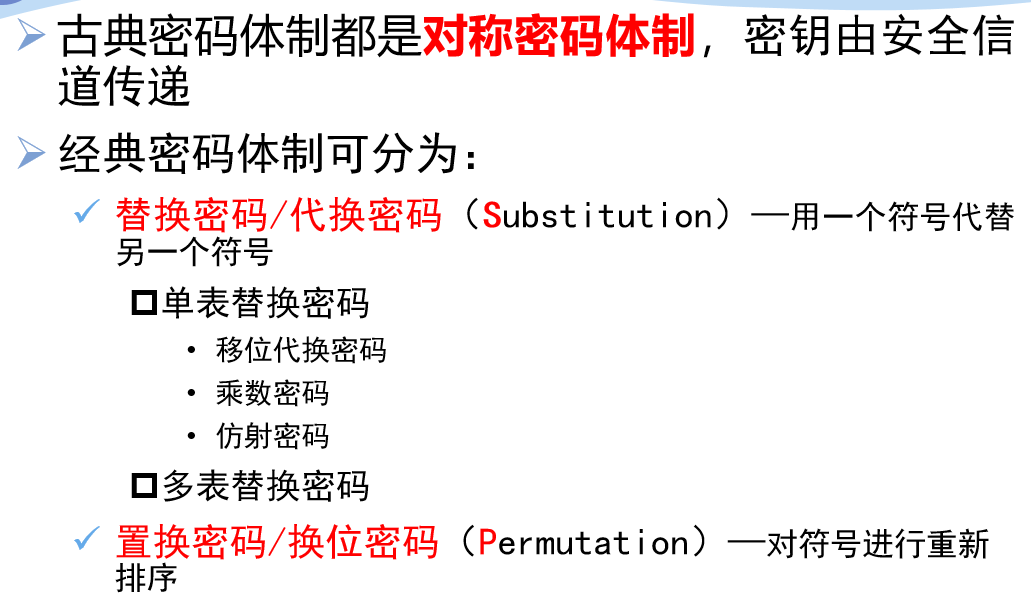 古典密码体制都是对称密码体制，密钥由安全信
道传递
经典密码体制可分为：
替换密码/代换密码（Substitution）—用一个符号代替
另一个符号
单表替换密码
• 移位代换密码
• 乘数密码
• 仿射密码
多表替换密码
置换密码/换位密码（Permutation）—对符号进行重新
排序